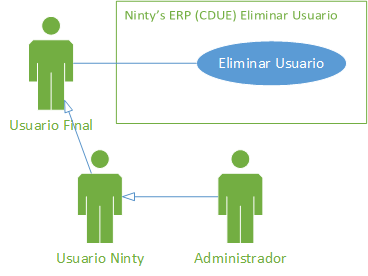 Ninty's ERP (CDUE) Eliminar Usuario
Eliminar Usuario
Usuario Final
Usuario Ninty
Administrador